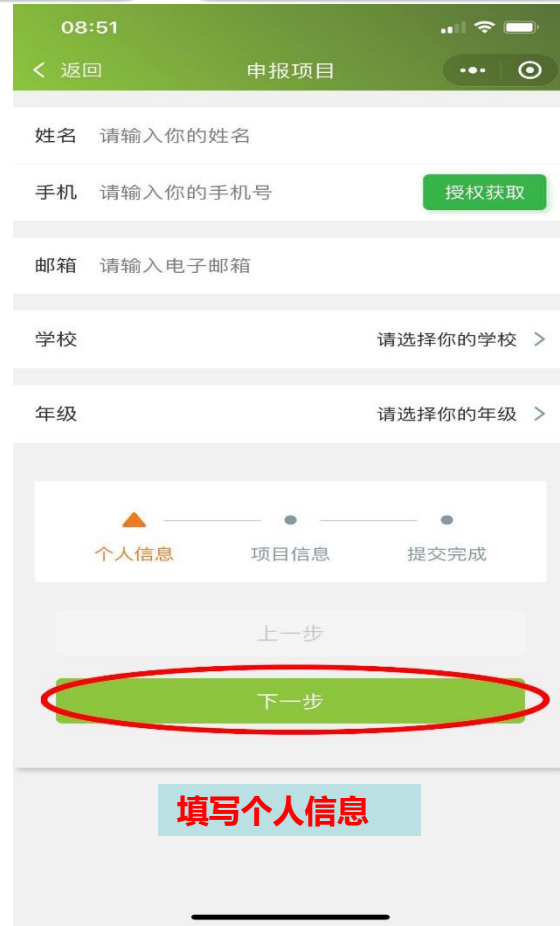 08:51
返回 申报项目
姓名 请输入你的姓名
手机 请输入你的手机号 授权获取
邮箱 请输入电子邮箱
学校 请选择你的学校
年级 请选择你的年级
个人信息 项目信息 提交完成
上一步
下一步
填写个人信息